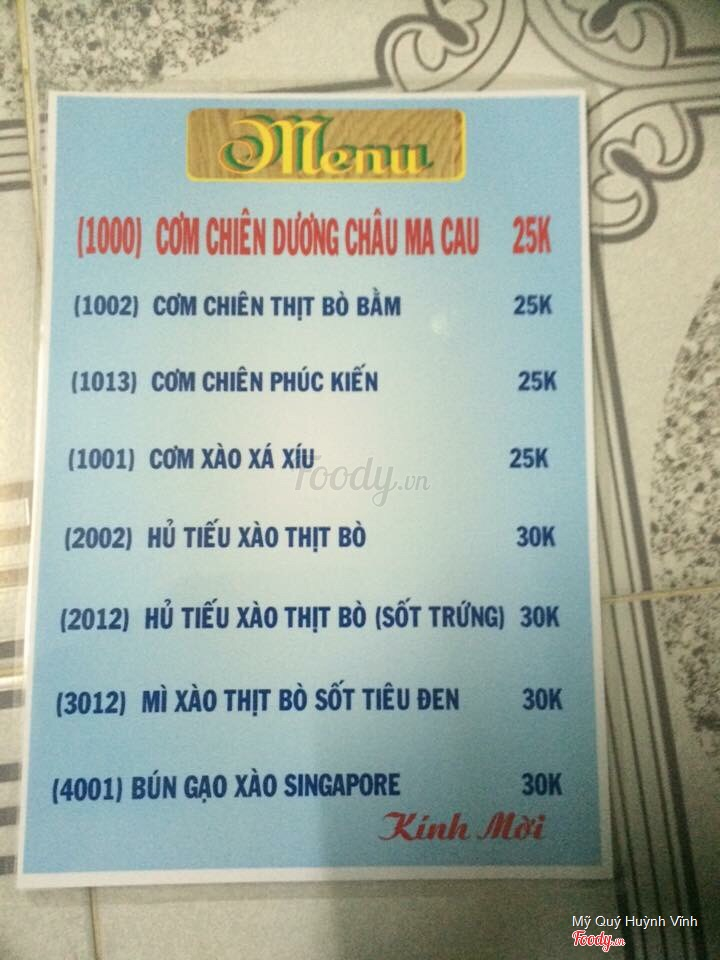 Menu
(1000) CƠM CHIÊN DƯƠNG CHÂU MA CAU 25K
(1002) CƠM CHIÊN THỊT BÒ BẰM 25K
(1013) CƠM CHIÊN PHÚC KIẾN 25K
(1001) CƠM XÀO XÁ XÍU 25K
Foody.vn
(2002) HỦ TIẾU XÀO THỊT BÒ 30K
(2012) HỦ TIẾU XÀO THỊT BÒ (SỐT TRỨNG) 30K
(3012) MÌ XÀO THỊT BÒ SỐT TIÊU ĐEN 30K
(4001) BÚN GẠO XÀO SINGAPORE 30K
Kính Mời
Mỹ Quý Huỳnh Vĩnh
Foody.vn